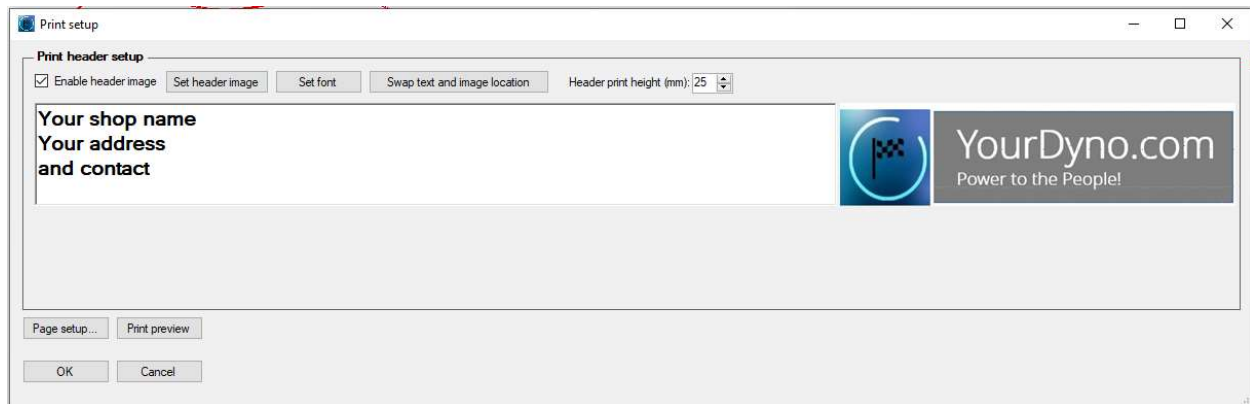 Print setup
Print header setup
Enable header image Set header image Set font Swap text and image location Header print height (mm): 25
Your shop name
Your address
and contact
YourDyno.com
Power to the People!
Page setup... Print preview
OK Cancel